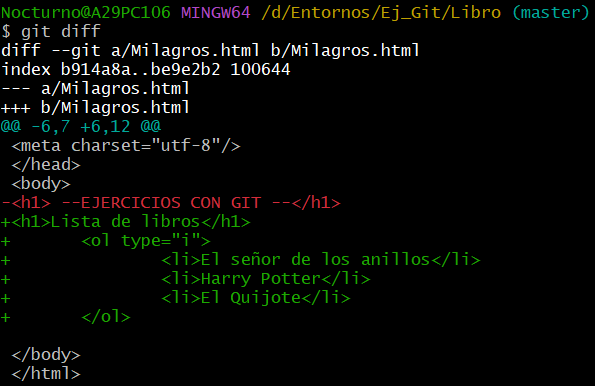 Nocturno@A29PC106 MINGW64 /d/Entornos/Ej_Git/Libro (master)
$ git diff
diff --git a/Milagros.html b/Milagros.html
index b914a8a..be9e2b2 100644
--- a/Milagros.html
+++ b/Milagros.html
@@ -6,7 +6,12 @@
 <meta charset="utf-8"/>
 </head>
 <body>
-<h1> --EJERCICIOS CON GIT --</h1>
+<h1>Lista de libros</h1>
+       <ol type="i">
+               <li>El señor de los anillos</li>
+               <li>Harry Potter</li>
+               <li>El Quijote</li>
+       </ol>

 </body>
 </html>